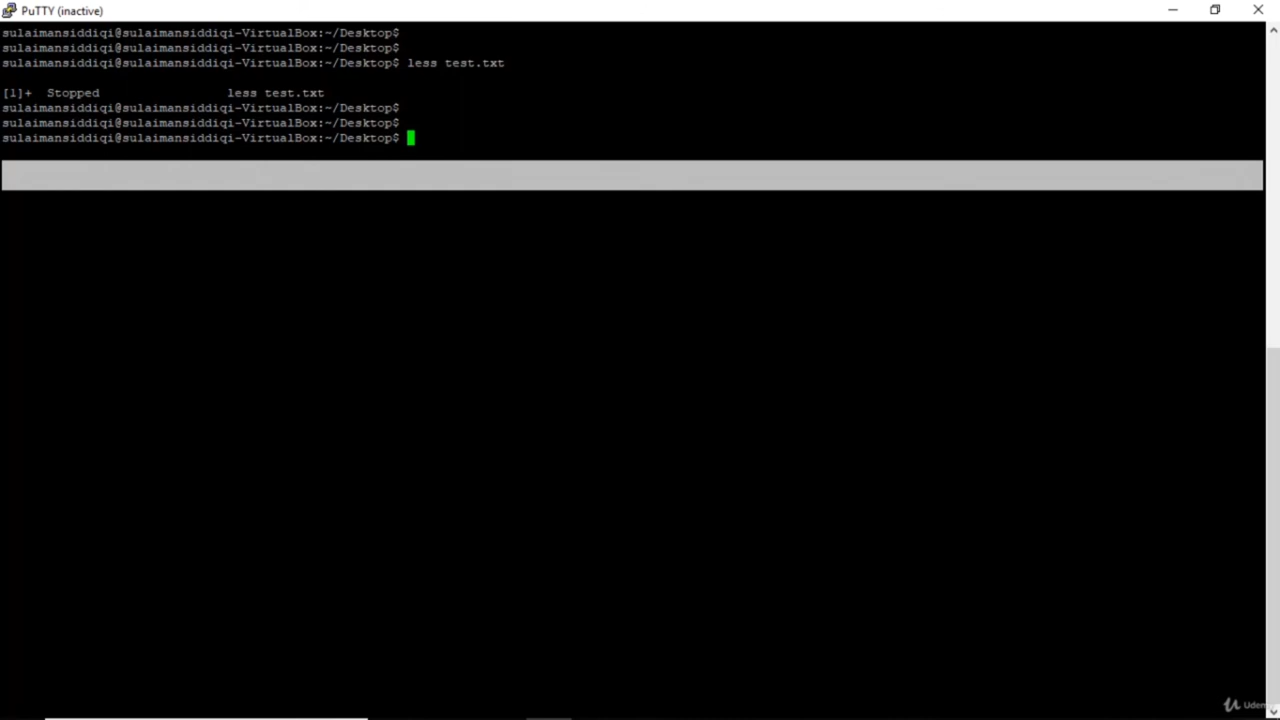 PuTTY (inactive)
sulaimansiddiqi@sulaimansiddiqi-VirtualBox:~/Desktop$
sulaimansiddiqi@sulaimansiddiqi-VirtualBox:~/Desktop$
sulaimansiddiqi@sulaimansiddiqi-VirtualBox:~/Desktop$ less test.txt
[1]+  Stopped                 less test.txt
sulaimansiddiqi@sulaimansiddiqi-VirtualBox:~/Desktop$
sulaimansiddiqi@sulaimansiddiqi-VirtualBox:~/Desktop$
sulaimansiddiqi@sulaimansiddiqi-VirtualBox:~/Desktop$